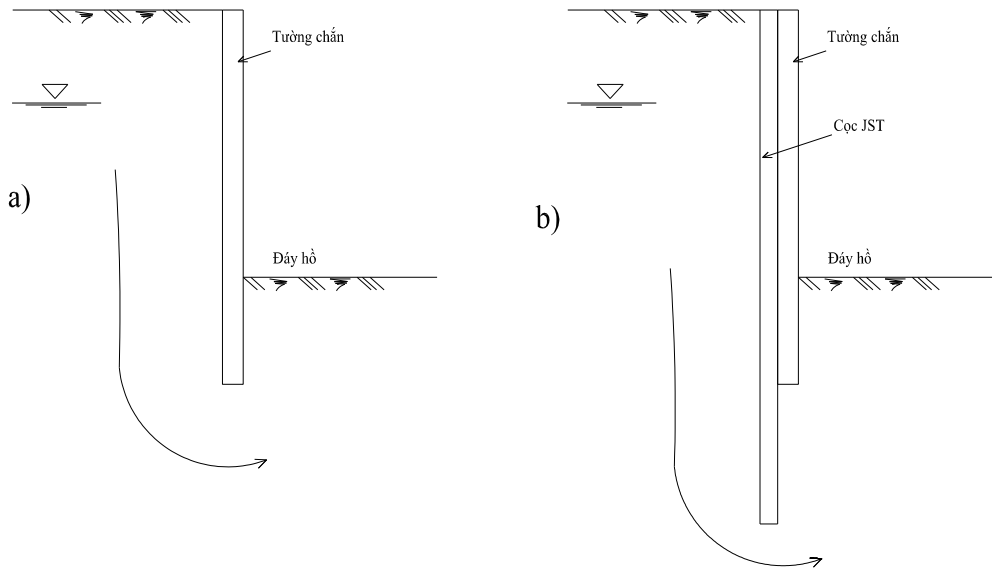 Tường chắn
a)
Đáy hồ
Tường chắn
Cọc JST
b)
Đáy hồ